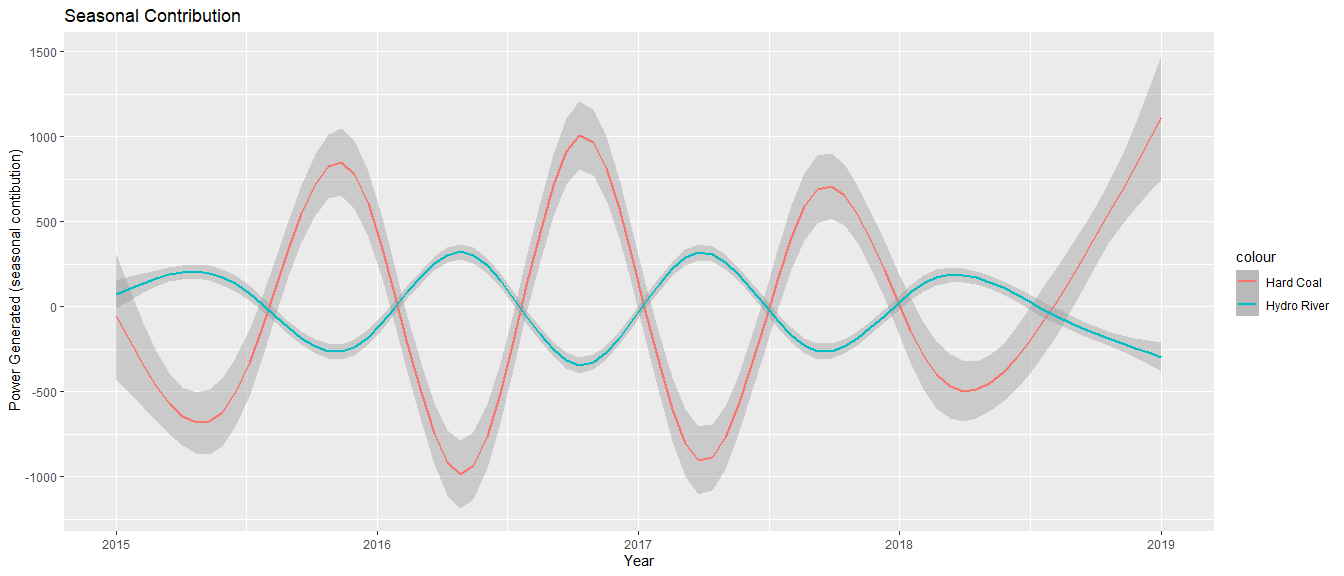 Seasonal Contribution
Power Generated (seasonal contibution)
1500
1000
500
0
-500
-1000
2015 2016 2017 2018 2019
Year
colour
Hard Coal
Hydro River